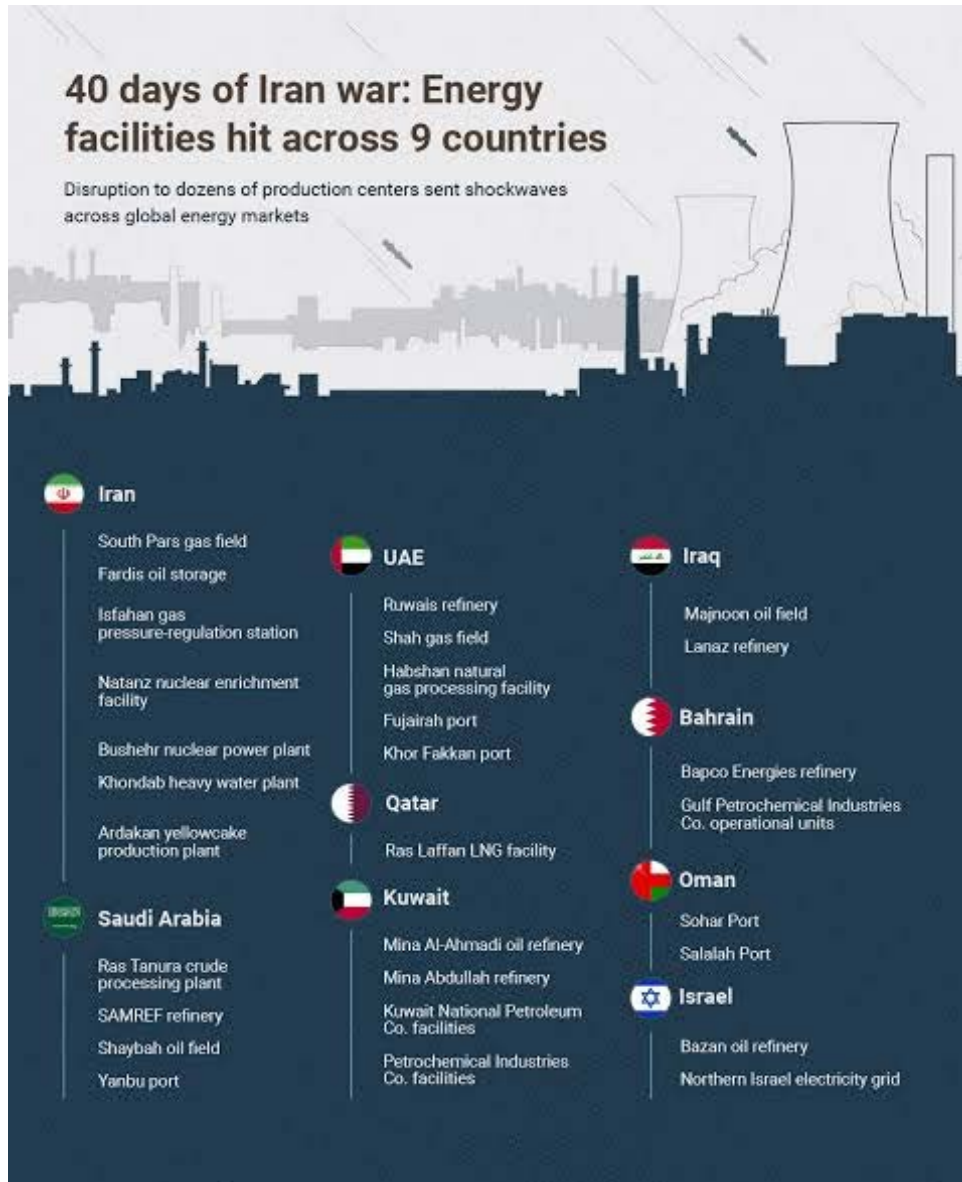 40 days of Iran war: Energy
facilities hit across 9 countries
Disruption to dozens of production centers sent shockwaves
across global energy markets
Iran
South Pars gas field
Fardis oil storage
Isfahan gas
pressure-regulation station
Natanz nuclear enrichment
facility
Bushehr nuclear power plant
Khondab heavy water plant
Ardakan yellowcake
production plant
Saudi Arabia
Ras Tanura crude
processing plant
SAMREF refinery
Shaybah oil field
Yanbu port
UAE
Ruwais refinery
Shah gas field
Habshan natural
gas processing facility
Fujairah port
Khor Fakkan port
Qatar
Ras Laffan LNG facility
Kuwait
Mina Al-Ahmadi oil refinery
Mina Abdullah refinery
Kuwait National Petroleum
Co. facilities
Petrochemical Industries
Co. facilities
Iraq
Majnoon oil field
Lanaz refinery
Bahrain
Bapco Energies refinery
Gulf Petrochemical Industries
Co. operational units
Oman
Sohar Port
Salalah Port
Israel
Bazan oil refinery
Northern Israel electricity grid